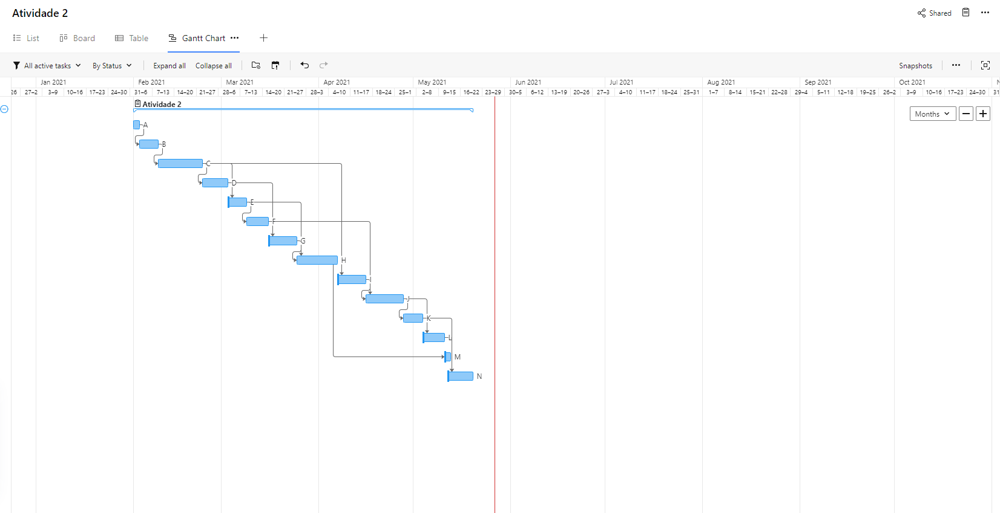 Atividade 2
Shared
List Board Table Gantt Chart
All active tasks By Status Expand all Collapse all Snapshots
Jan 2021 Feb 2021 Mar 2021 Apr 2021 May 2021 Jun 2021 Jul 2021 Aug 2021 Sep 2021 Oct 2021 N
26 27–2 3–9 10–16 17–23 24–30 31–6 7–13 14–20 21–27 28–6 7–13 14–20 21–27 28–3 4–10 11–17 18–24 25–1 2–8 9–15 16–22 23–29 30–5 6–12 13–19 20–26 27–3 4–10 11–17 18–24 25–31 1–7 8–14 15–21 22–28 29–4 5–11 12–18 19–25 26–2 3–9 10–16 17–23 24–30 31
Atividade 2
Months
A
B
C
D
E
F
G
H
I
J
K
L
M
N